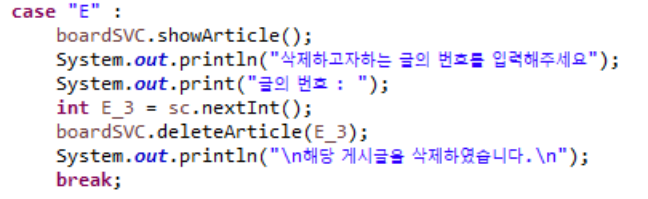 case "E" :
boardSVC.showArticle();
System.out.println("삭제하고자하는 글의 번호를 입력해주세요");
System.out.print("글의 번호 : ");
int E_3 = sc.nextInt();
boardSVC.deleteArticle(E_3);
System.out.println("\n해당 게시글을 삭제하였습니다.\n");
break;